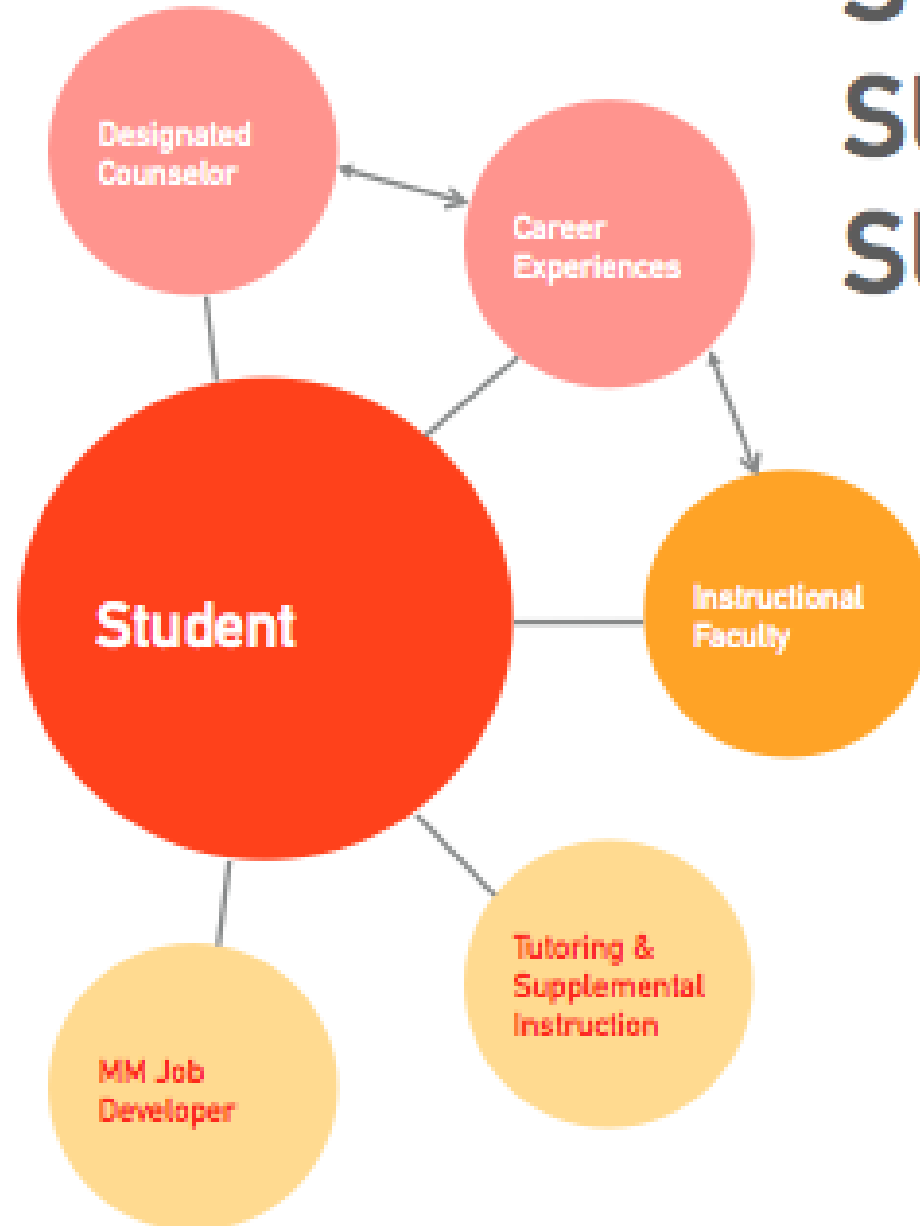 Designated
Counselor
Career
Experiences
Student
Instructional
Faculty
Tutoring &
Supplemental
Instruction
MM Job
Developer